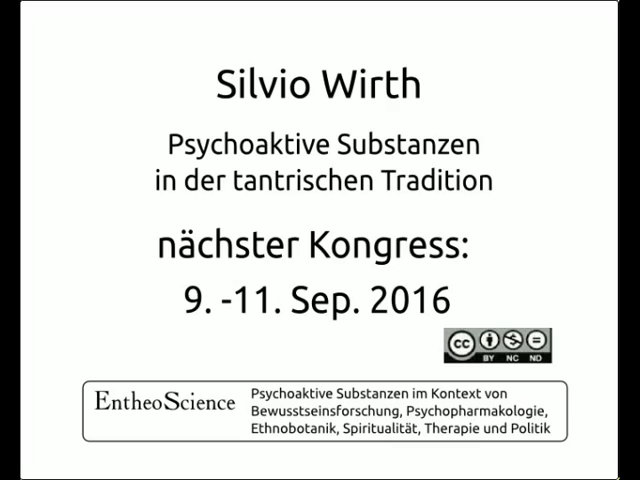 Silvio Wirth
Psychoaktive Substanzen
in der tantrischen Tradition
nächster Kongress:
9. -11. Sep. 2016
cc
BY NC ND
EntheoScience
Psychoaktive Substanzen im Kontext von
Bewusstseinsforschung, Psychopharmakologie,
Ethnobotanik, Spiritualität, Therapie und Politik